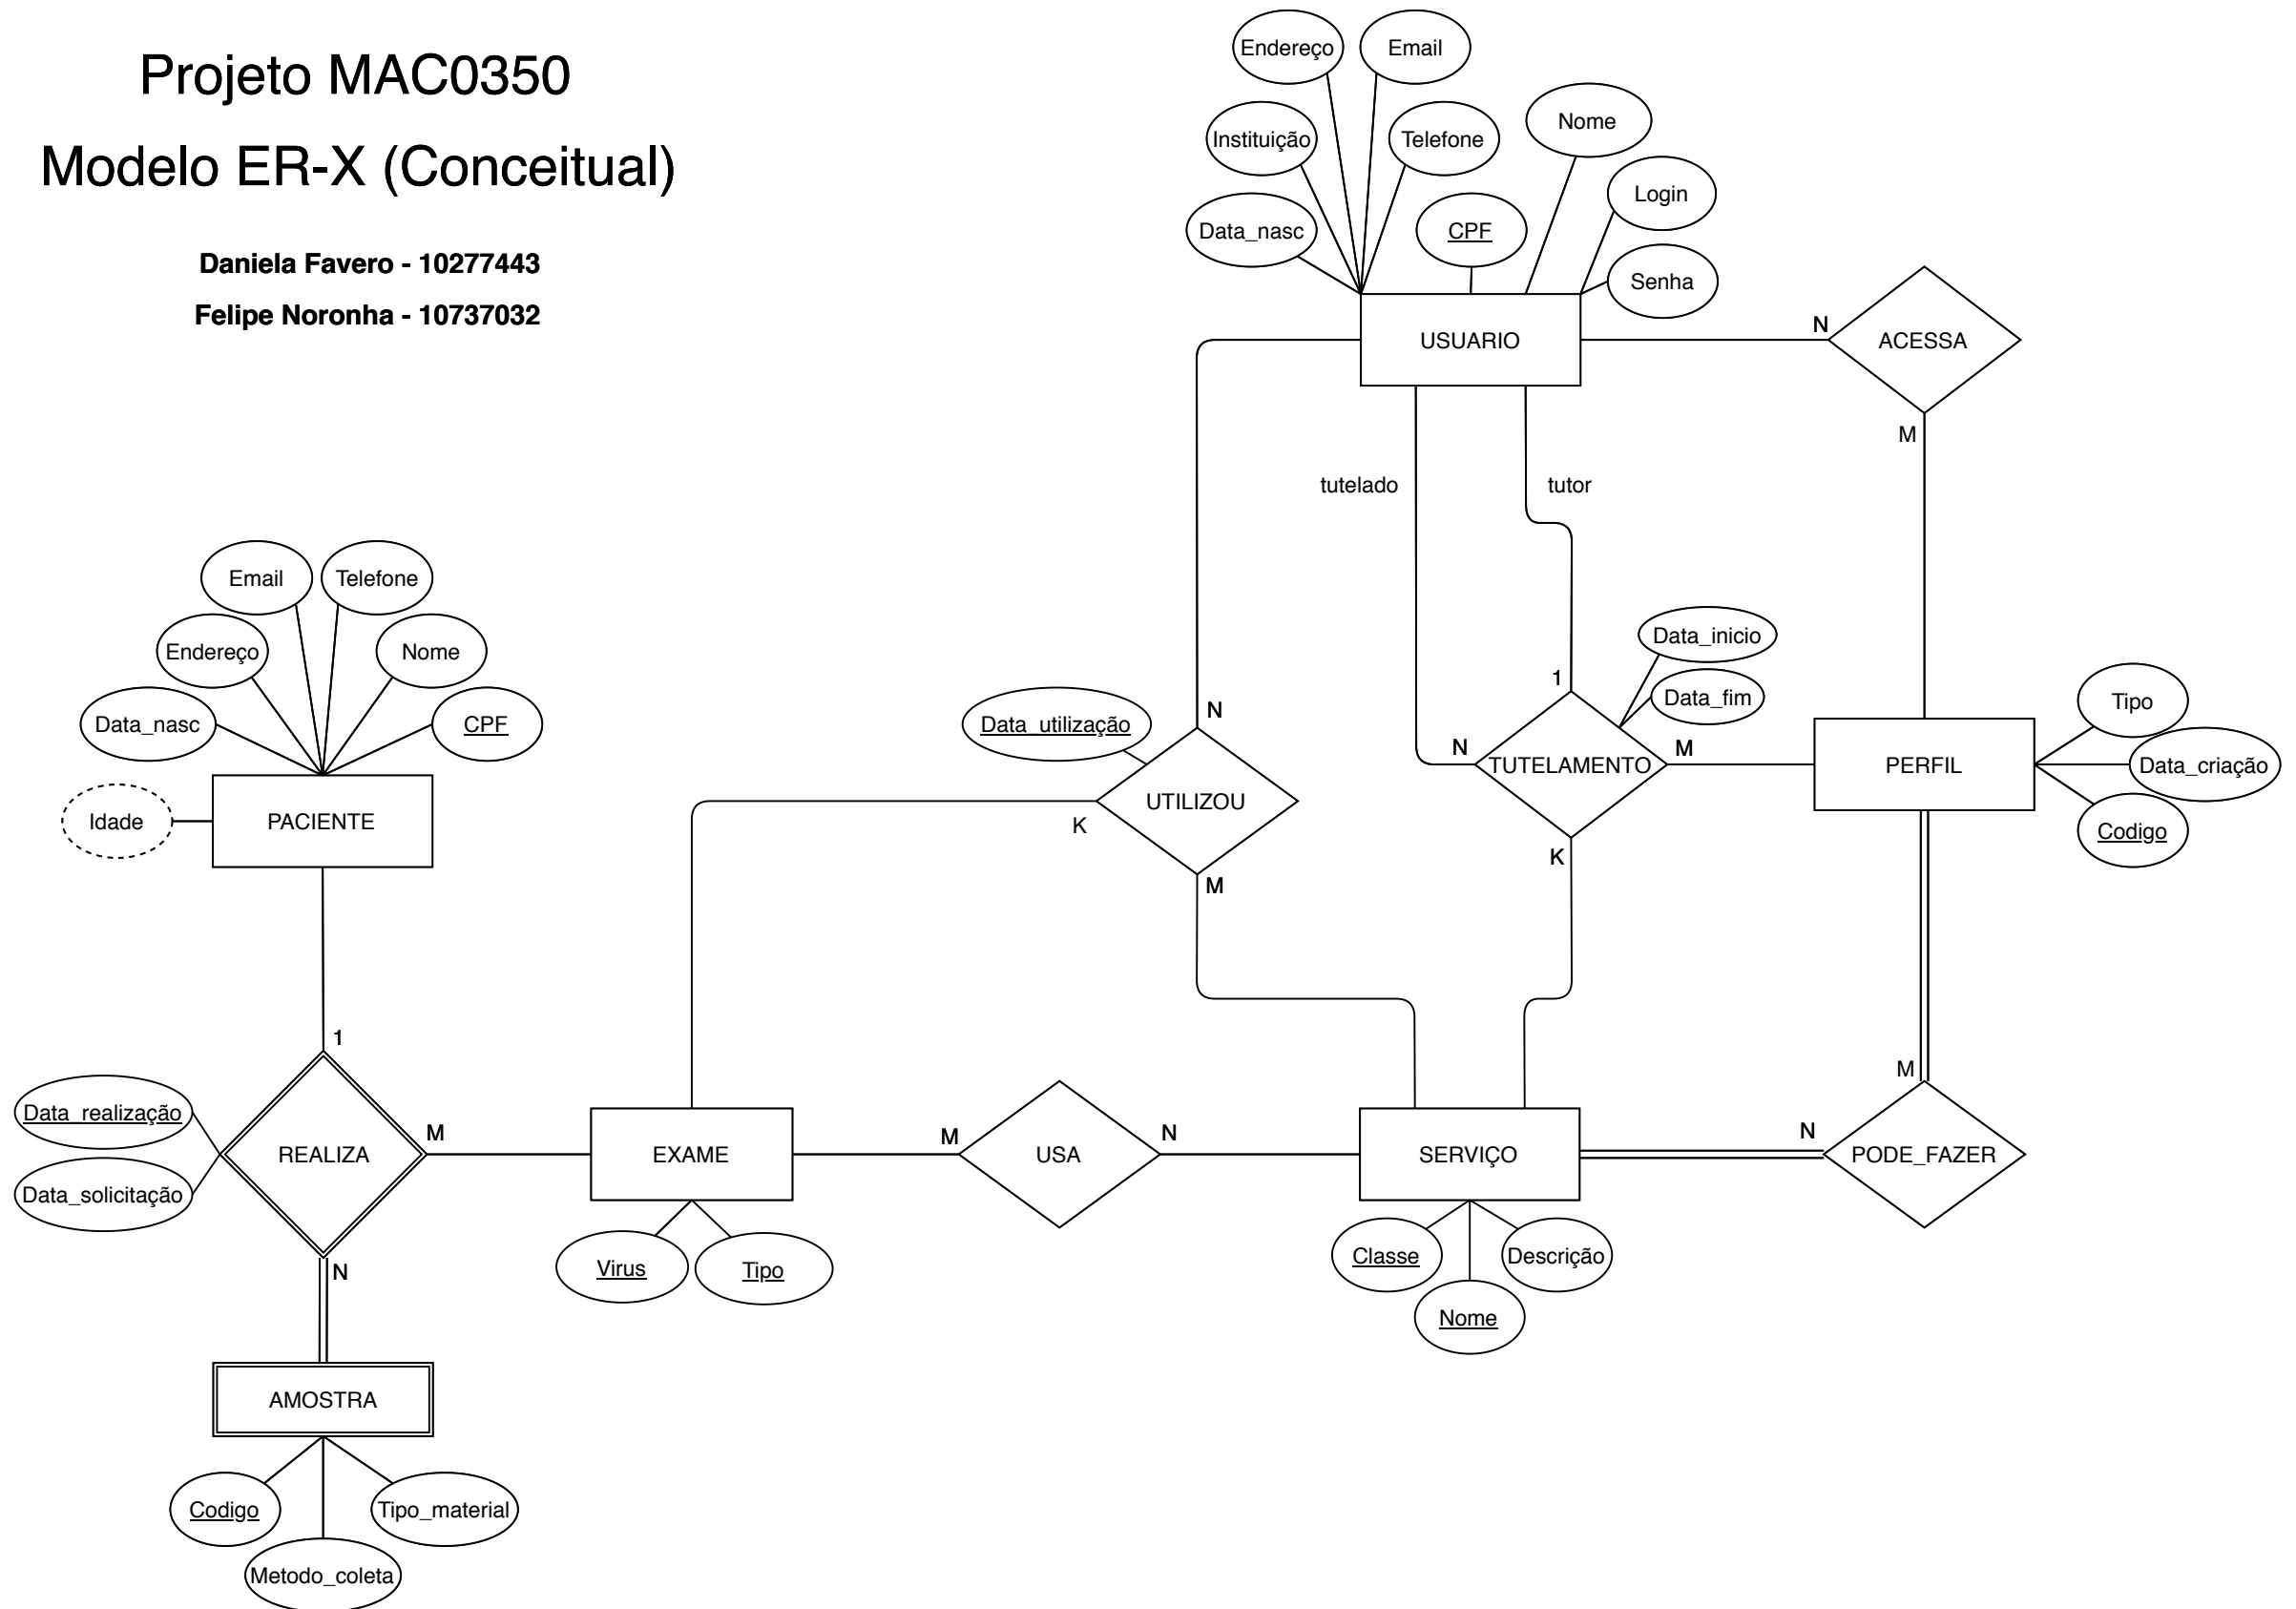 Projeto MAC0350
Modelo ER-X (Conceitual)
Daniela Favero - 10277443
Felipe Noronha - 10737032
Endereço
Email
Instituição
Telefone
Nome
Data_nasc
CPF
Login
Senha
USUARIO
N
ACESSA
M
tutelado
tutor
Email
Telefone
Endereço
Nome
Data_nasc
CPF
Idade
PACIENTE
Data_utilização
N
UTILIZOU
K
M
Data_inicio
Data_fim
1
N
TUTELAMENTO
M
K
PERFIL
Tipo
Data_criação
Codigo
1
Data_realização
Data_solicitação
REALIZA
M
N
EXAME
Virus
Tipo
M
USA
N
SERVIÇO
Classe
Nome
Descrição
N
M
PODE_FAZER
AMOSTRA
Codigo
Metodo_coleta
Tipo_material